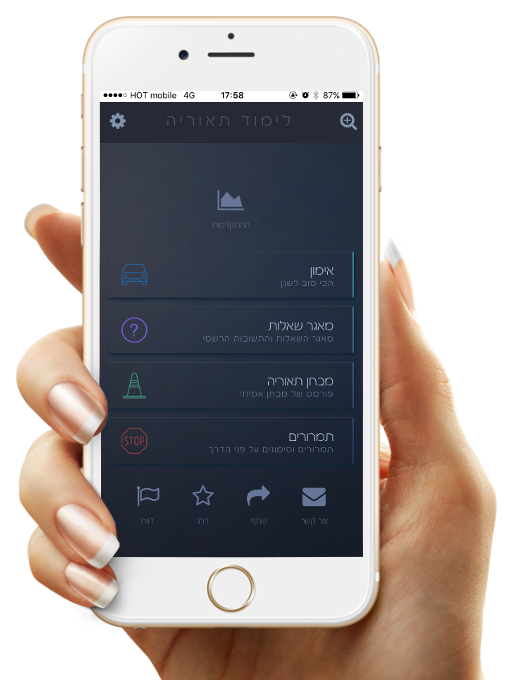 HOT mobile 4G 17:58 87%
לימוד תאוריה
ההתקדמות
אימון
הכי טוב לשנן
מאגר שאלות
מאגר השאלות והתשובות הרשמי
?
מבחן תאוריה
פורמט של מבחן אמיתי
תמרורים
תמרורים וסימונים על פני הדרך
STOP
צור קשר
שתף
דרג
דווח